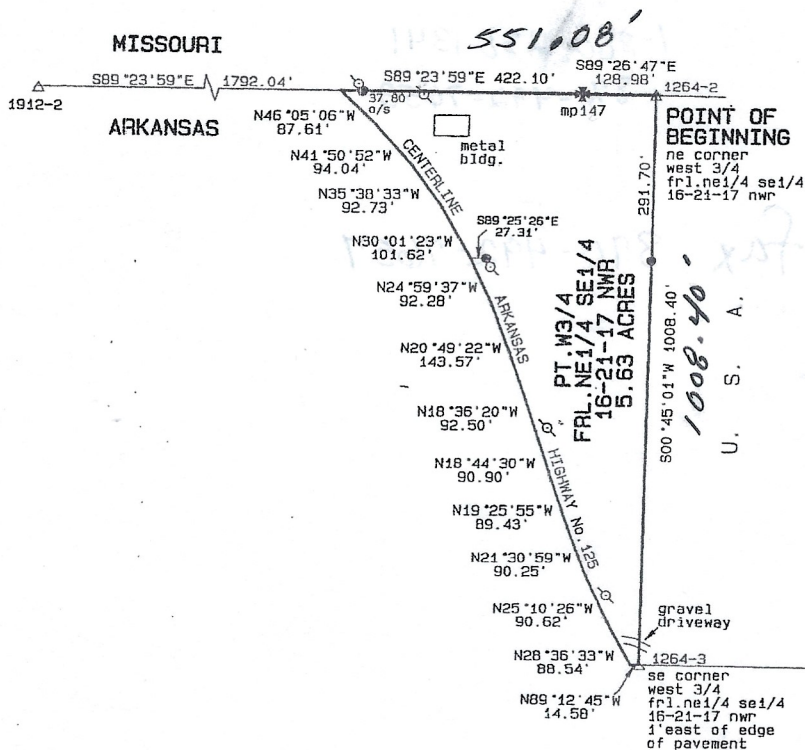 551.08'
MISSOURI
S89°26'47"E
128.98'
S89°23'59"E 1792.04'
S89°23'59"E 422.10'
1264-2
1912-2
37.80'
o/s
mp147
ARKANSAS
POINT OF
BEGINNING
ne corner
west 3/4
frl.ne1/4 se1/4
16-21-17 nwr
N46°05'06"W
87.61'
metal
bldg.
N41°50'52"W
94.04'
N35°38'33"W
92.73'
N30°01'23"W
101.62'
N24°59'37"W
92.28'
N20°49'22"W
143.57'
N18°36'20"W
92.50'
N18°44'30"W
90.90'
N19°25'55"W
89.43'
N21°30'59"W
90.25'
N25°10'26"W
90.62'
N28°36'33"W
88.54'
N89°12'45"W
14.58'
CENTERLINE ARKANSAS HIGHWAY No.125
S89°25'26"E
27.31'
PT.W3/4
FRL.NE1/4 SE1/4
16-21-17 NWR
5.63 ACRES
291.70'
S00°45'01"W 1008.40'
1008.40'
U. S. A.
gravel
driveway
1264-3
se corner
west 3/4
frl.ne1/4 se1/4
16-21-17 nwr
1'east of edge
of pavement
fax